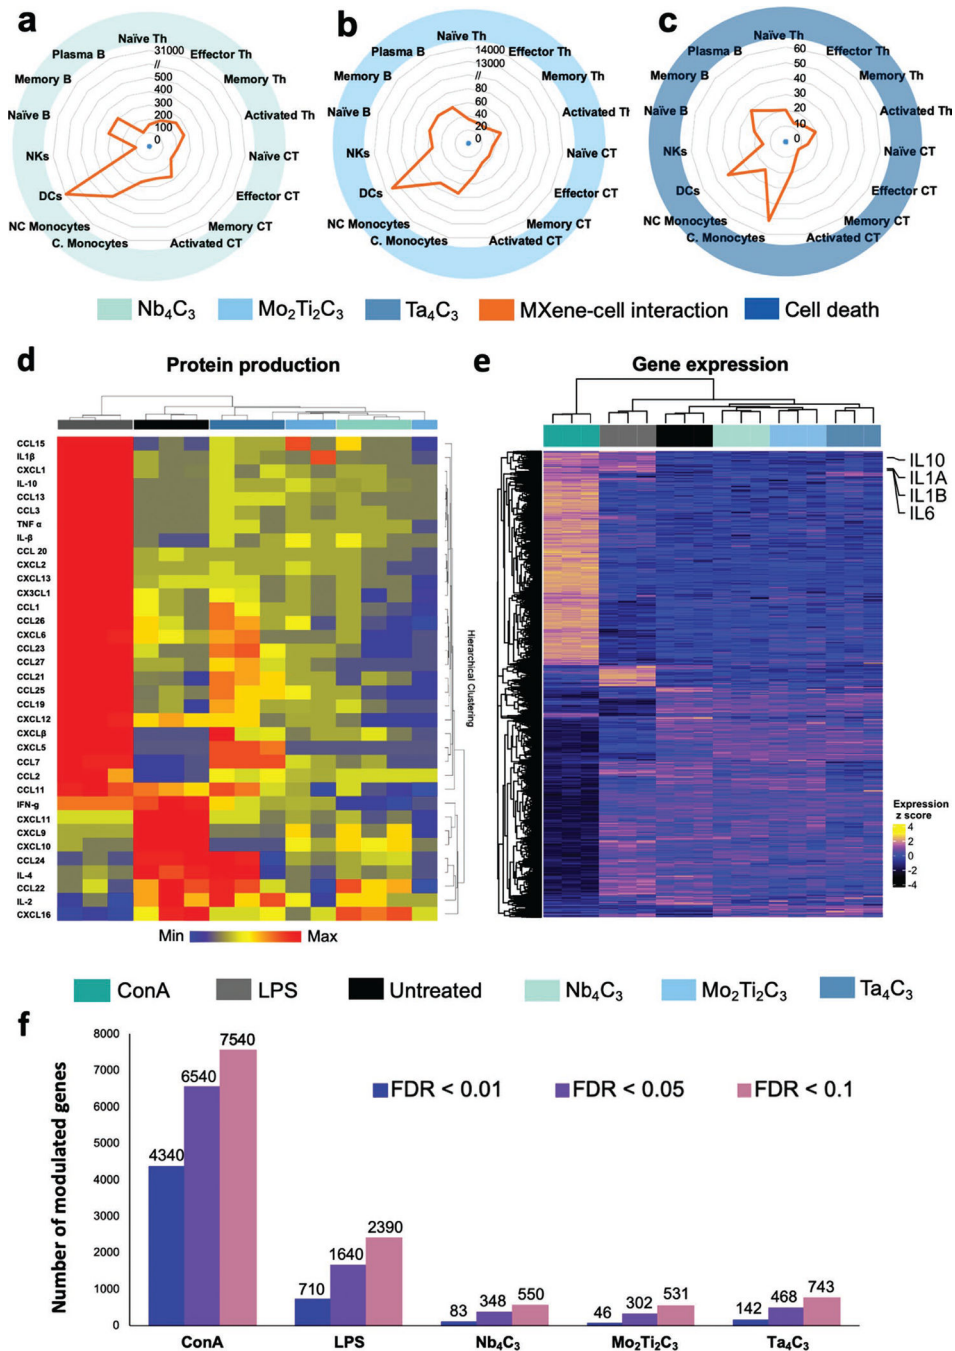 a
b
c
Naïve Th
Plasma B
31000
Effector Th
//
Memory B
500
Memory Th
400
300
Naïve B
200
Activated Th
100
0
NKs
Naïve CT
DCs
Effector CT
NC Monocytes
Memory CT
C. Monocytes
Activated CT
Naïve Th
Plasma B
14000
Effector Th
13000
//
Memory B
80
Memory Th
60
Naïve B
40
Activated Th
20
0
NKs
Naïve CT
DCs
Effector CT
NC Monocytes
Memory CT
C. Monocytes
Activated CT
Naïve Th
Plasma B
60
Effector Th
50
Memory B
50
Memory Th
40
30
Naïve B
20
Activated Th
10
0
NKs
Naïve CT
DCs
Effector CT
NC Monocytes
Memory CT
C. Monocytes
Activated CT
Nb₄C₃
Mo₂Ti₂C₃
Ta₄C₃
MXene-cell interaction
Cell death
d
Protein production
CCL15
IL1β
CXCL1
IL-10
CCL13
CCL3
TNF α
IL-β
CCL 20
CXCL2
CXCL13
CX3CL1
CCL1
CCL26
CXCL6
CCL23
CCL27
CCL21
CCL25
CCL19
CXCL12
CXCLβ
CXCL5
CCL7
CCL2
CCL11
IFN-g
CXCL11
CXCL9
CXCL10
CCL24
IL-4
CCL22
IL-2
CXCL16
Hierarchical Clustering
Min
Max
e
Gene expression
IL10
IL1A
IL1B
IL6
Expression
z score
4
2
0
-2
-4
ConA
LPS
Untreated
Nb₄C₃
Mo₂Ti₂C₃
Ta₄C₃
f
Number of modulated genes
8000
7000
6000
5000
4000
3000
2000
1000
0
FDR < 0.01
FDR < 0.05
FDR < 0.1
4340
6540
7540
710
1640
2390
83
348
550
46
302
531
142
468
743
ConA
LPS
Nb₄C₃
Mo₂Ti₂C₃
Ta₄C₃